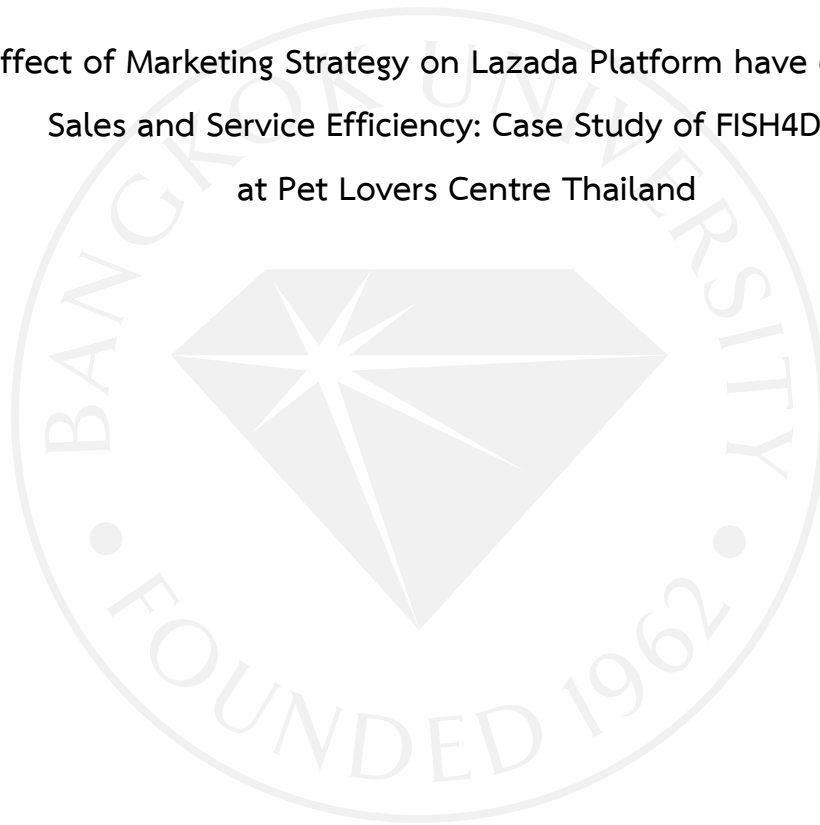 ffect of Marketing Strategy on Lazada Platform have
Sales and Service Efficiency: Case Study of FISH4D
at Pet Lovers Centre Thailand
BANGKOK UNIVERSITY
FOUNDED 1962